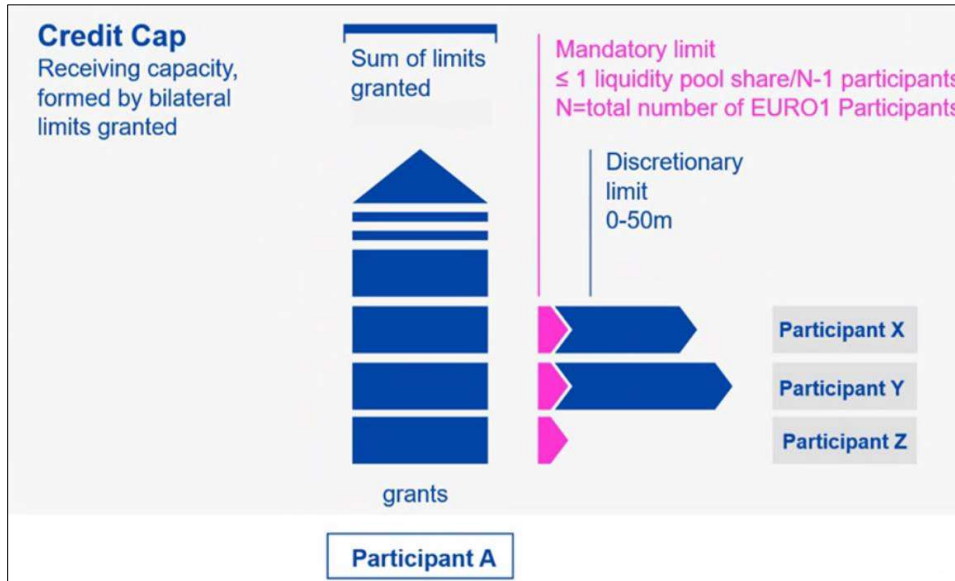 Credit Cap
Receiving capacity,
formed by bilateral
limits granted
Sum of limits
granted
Mandatory limit
≤ 1 liquidity pool share/N-1 participants
N=total number of EURO1 Participants
Discretionary
limit
0-50m
Participant X
Participant Y
Participant Z
grants
Participant A